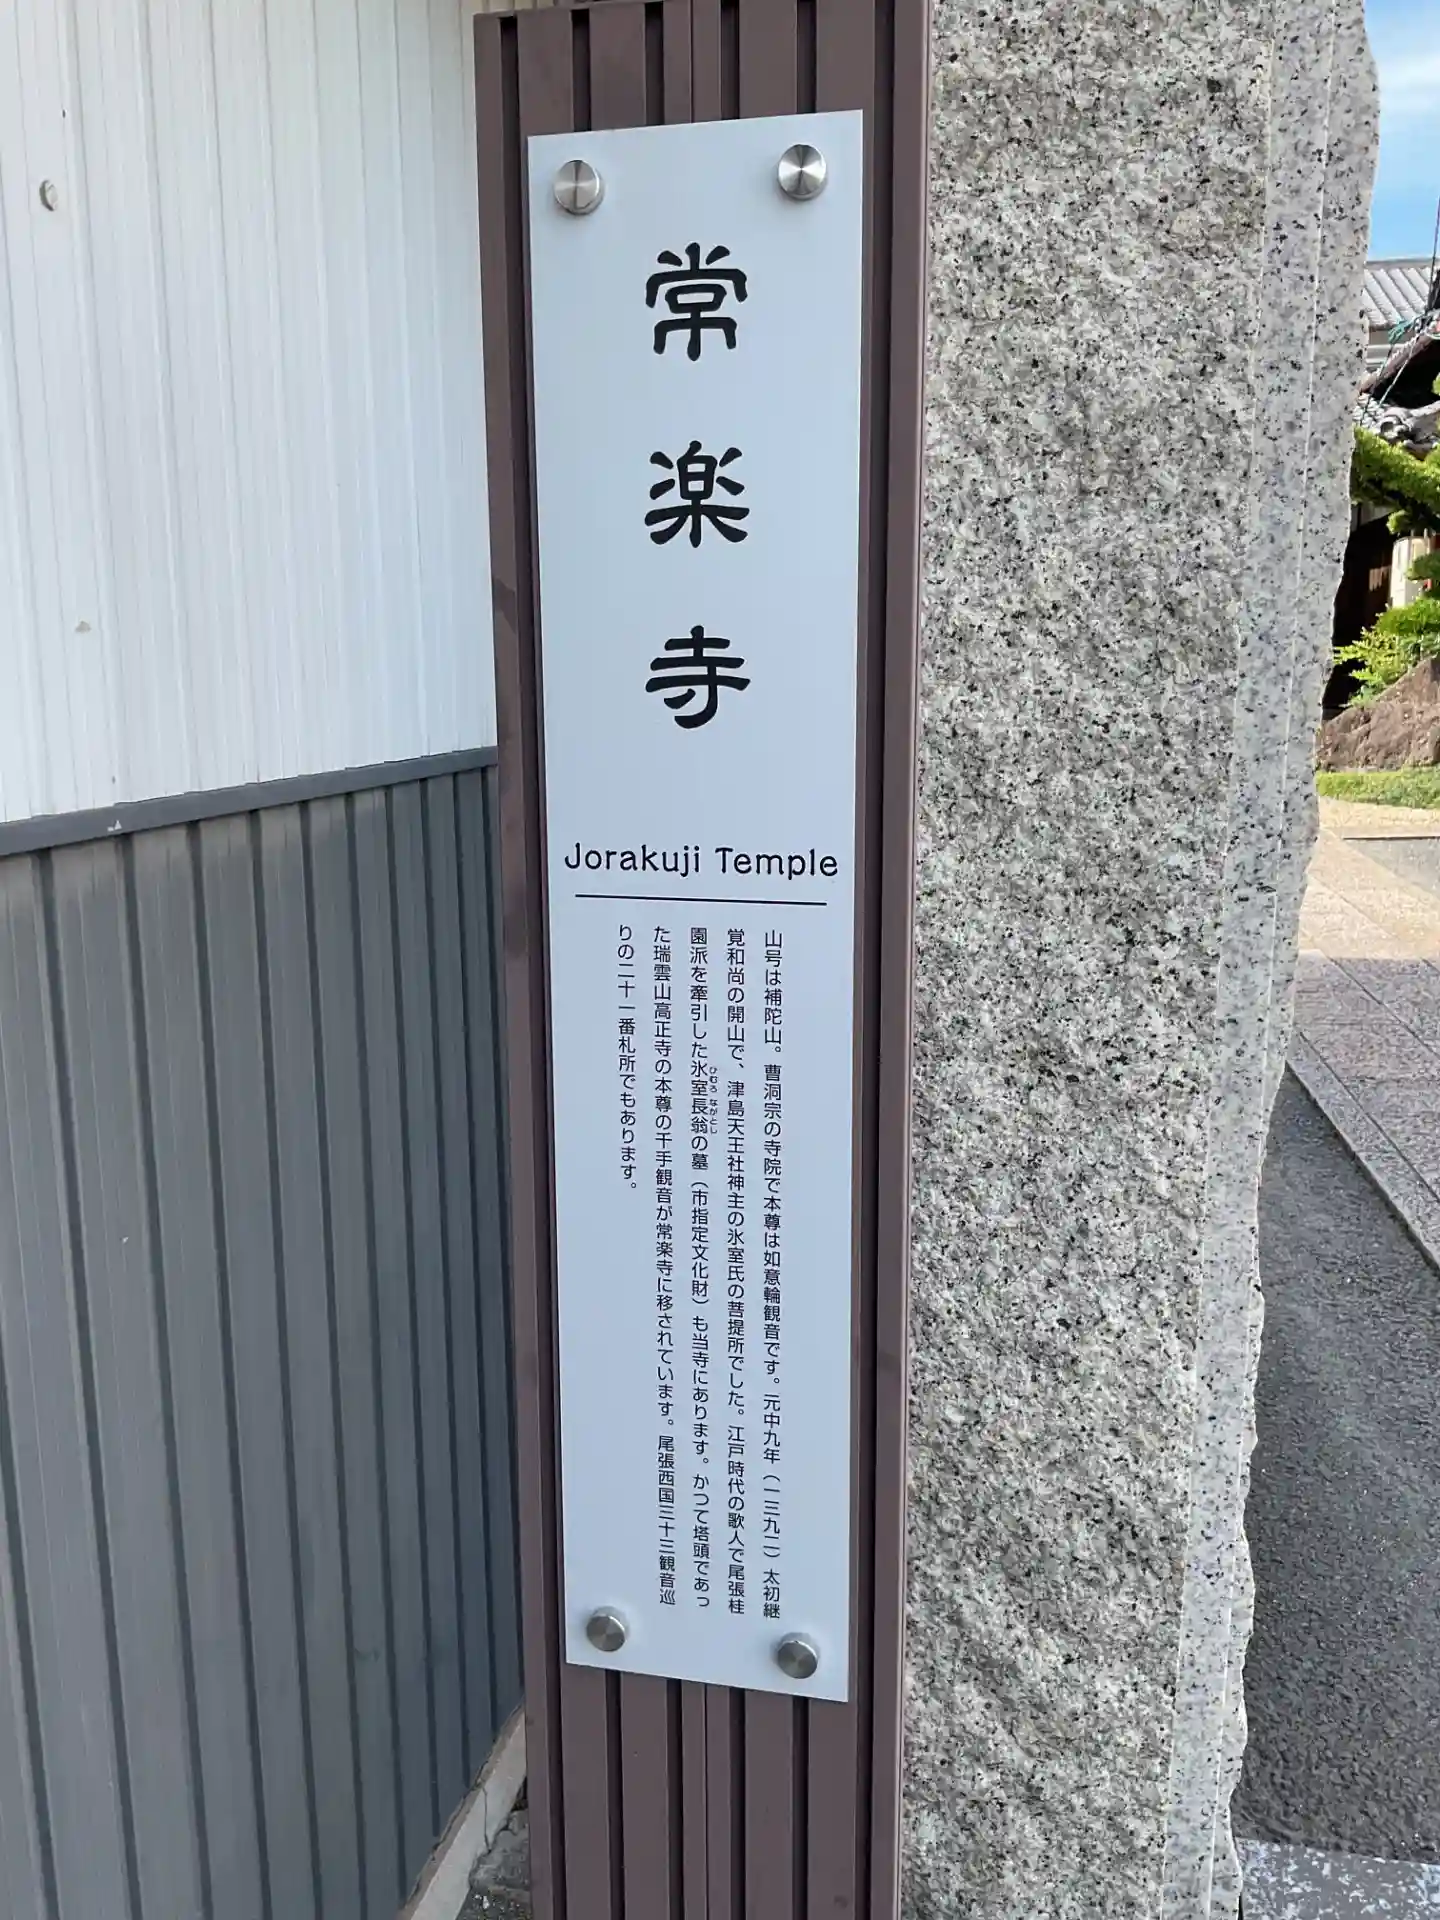 常楽寺
Jorakuji Temple
山号は補陀山。曹洞宗の寺院で本尊は如意輪観音です。元中九年（一三九二）太初継
覚和尚の開山で、津島天王社神主の氷室氏の菩提所でした。江戸時代の歌人で尾張桂
園派を牽引した氷室長翁の墓（市指定文化財）も当寺にあります。かつて塔頭であっ
ひむろ ながとし
た瑞雲山高正寺の本尊の千手観音が常楽寺に移されています。尾張西国三十三観音巡
りの二十一番札所でもあります。